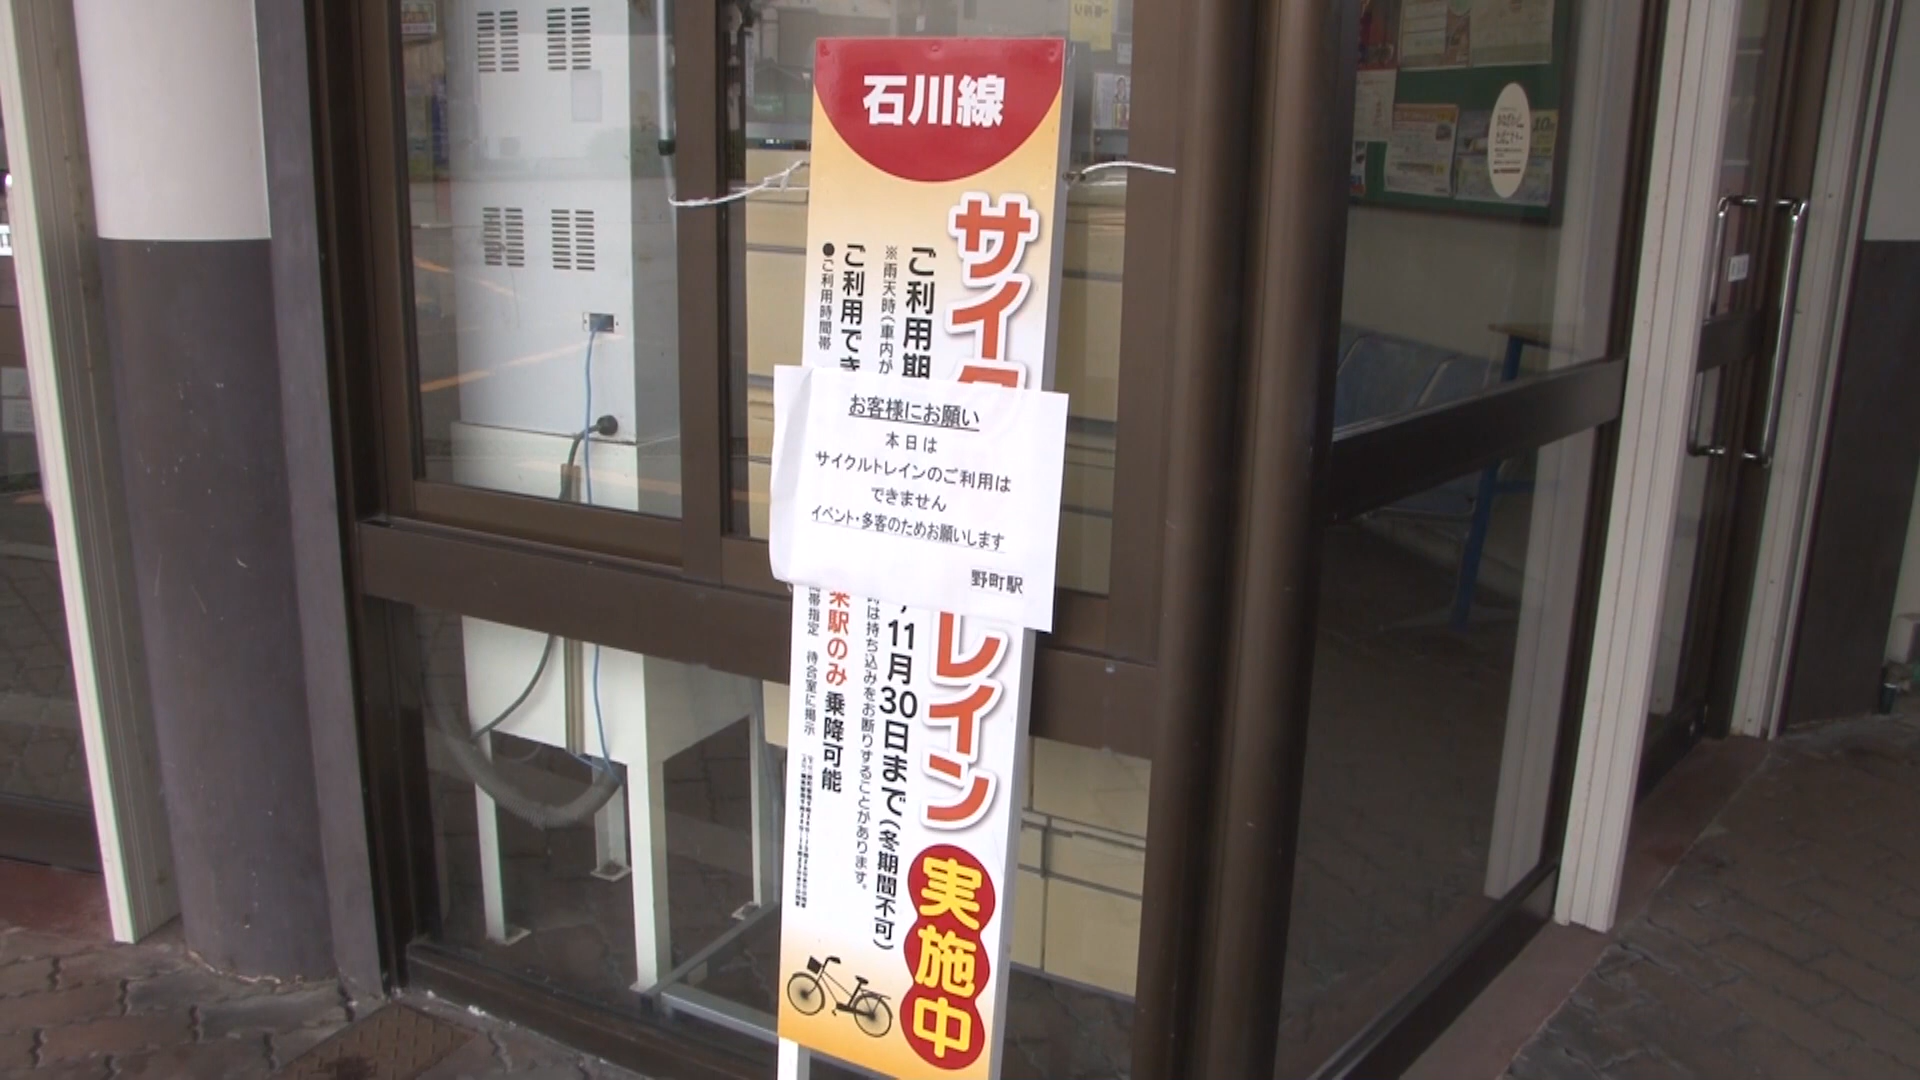 石川線
サイク
レイン
実施中
ご利用期
11月30日まで(冬期間不可)
※雨天時(車内が
は持ち込みをお断りすることがあります。
ご利用でき
駅のみ 乗降可能
●ご利用時間帯
帯指定 待合室に掲示
お客様にお願い
本日は
サイクルトレインのご利用は
できません
イベント・多客のためお願いします
野町駅